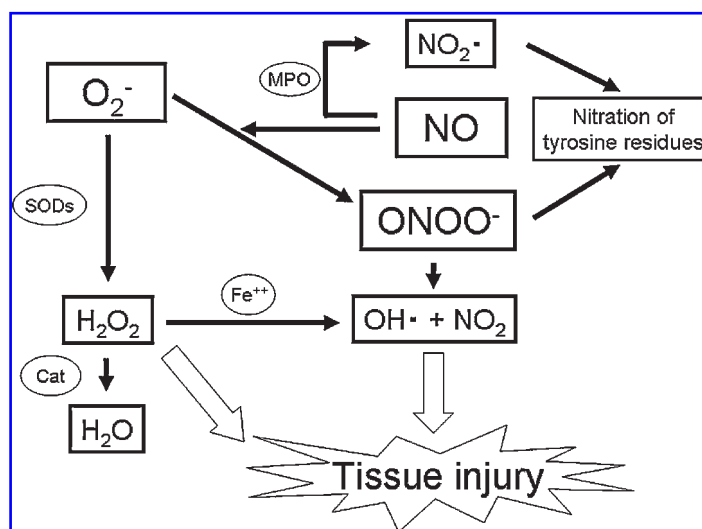 NO₂·
MPO
O₂⁻
NO
Nitration of
tyrosine residues
SODs
ONOO⁻
Fe⁺⁺
H₂O₂
OH· + NO₂
Cat
H₂O
Tissue injury